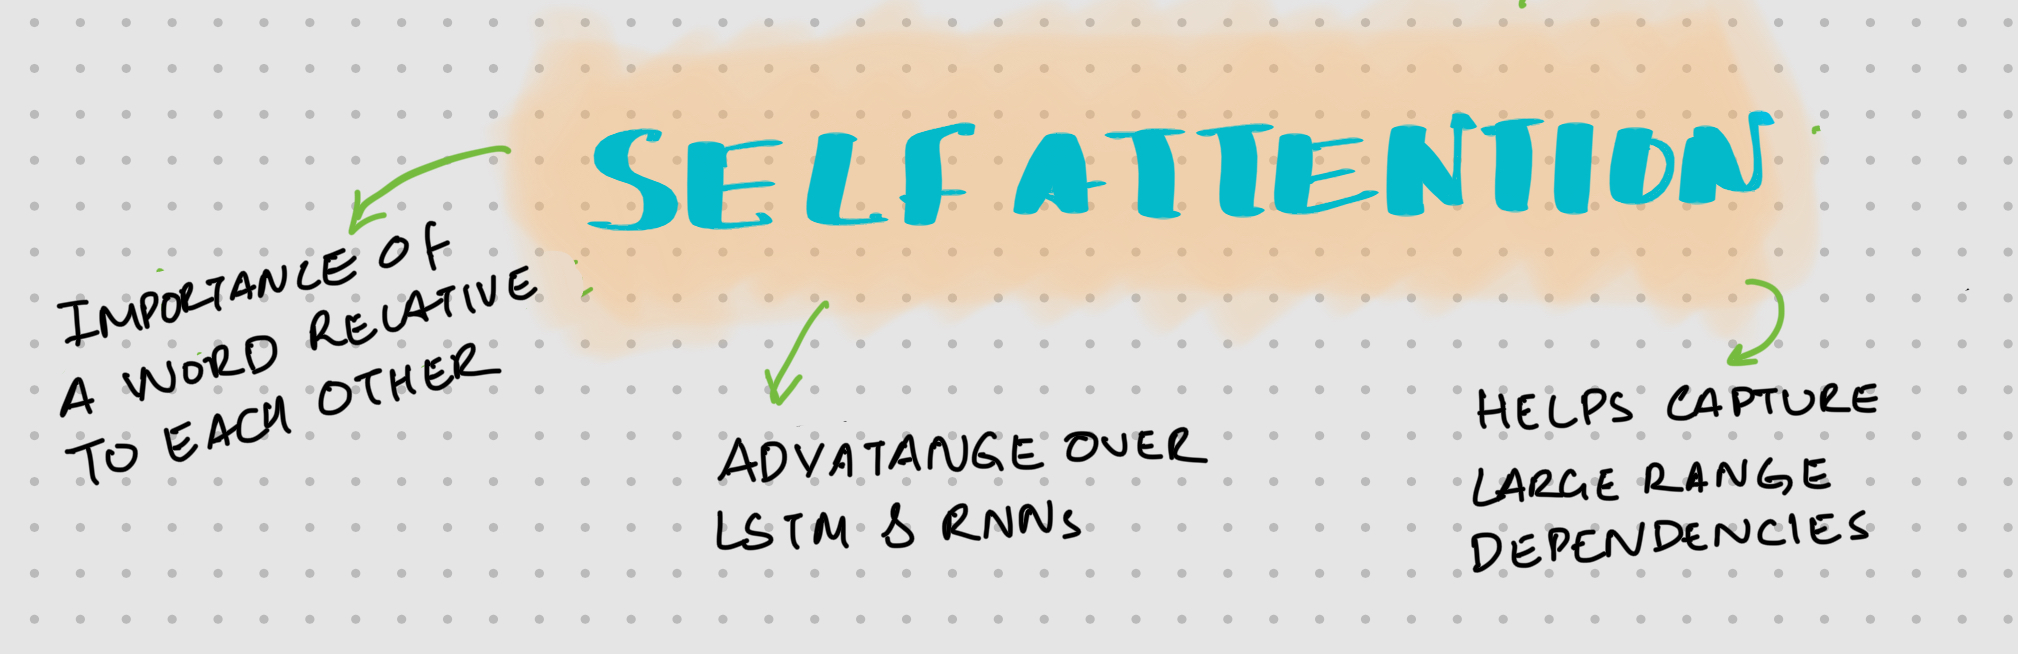 SELF ATTENTION
IMPORTANCE OF
A WORD RELATIVE
TO EACH OTHER
ADVATANGE OVER
LSTM & RNNs
HELPS CAPTURE
LARGE RANGE
DEPENDENCIES